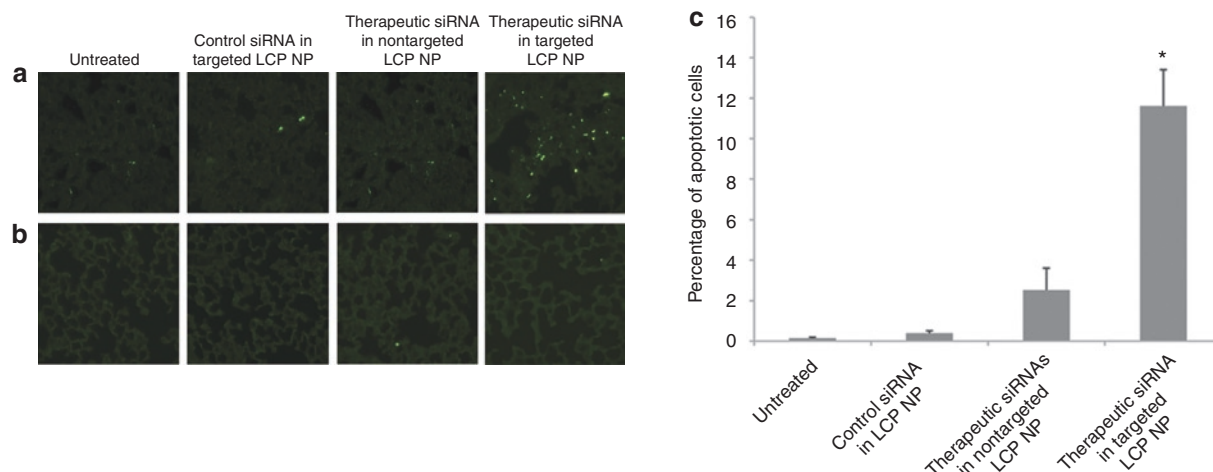 Untreated
Control siRNA in
targeted LCP NP
Therapeutic siRNA
in nontargeted
LCP NP
Therapeutic siRNA
in targeted
LCP NP
a
b
c
Percentage of apoptotic cells
16
14
12
10
8
6
4
2
0
*
Untreated
Control siRNA
in LCP NP
Therapeutic siRNAs
in nontargeted
LCP NP
Therapeutic siRNA
in targeted
LCP NP